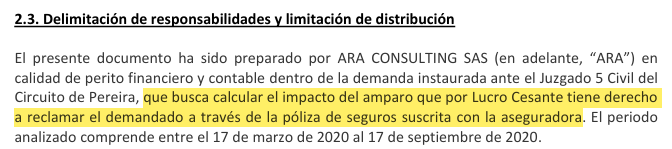 2.3. Delimitación de responsabilidades y limitación de distribución
El presente documento ha sido preparado por ARA CONSULTING SAS (en adelante, “ARA”) en
calidad de perito financiero y contable dentro de la demanda instaurada ante el Juzgado 5 Civil del
Circuito de Pereira, que busca calcular el impacto del amparo que por Lucro Cesante tiene derecho
a reclamar el demandado a través de la póliza de seguros suscrita con la aseguradora. El periodo
analizado comprende entre el 17 de marzo de 2020 al 17 de septiembre de 2020.